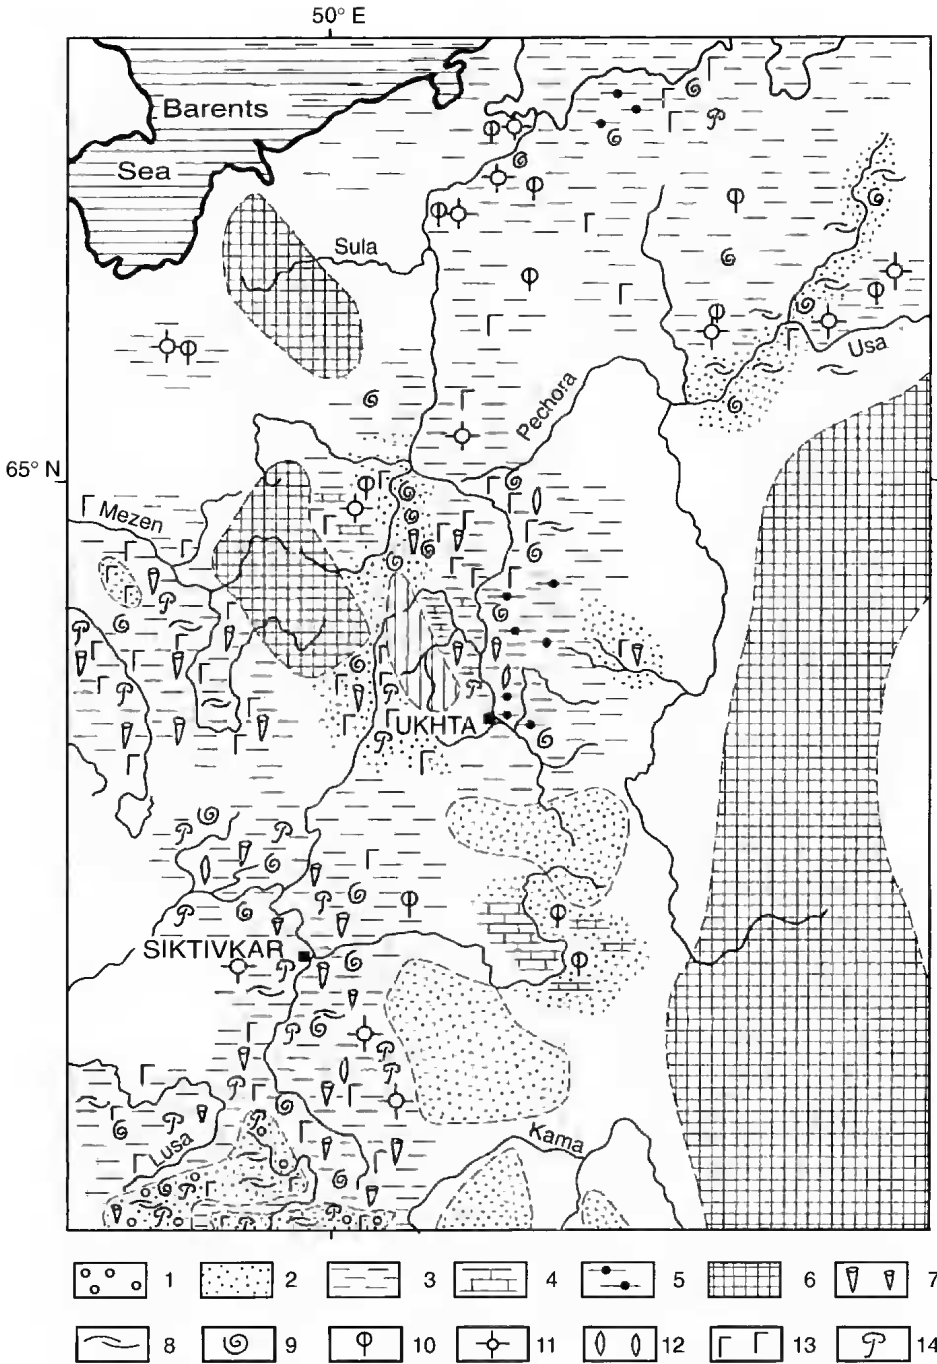 50° E
Barents
Sea
Sula
Usa
Pechora
65° N
Mezen
UKHTA
SIKTIVKAR
Lusa
Kama
1 2 3 4 5 6 7
8 9 10 11 12 13 14